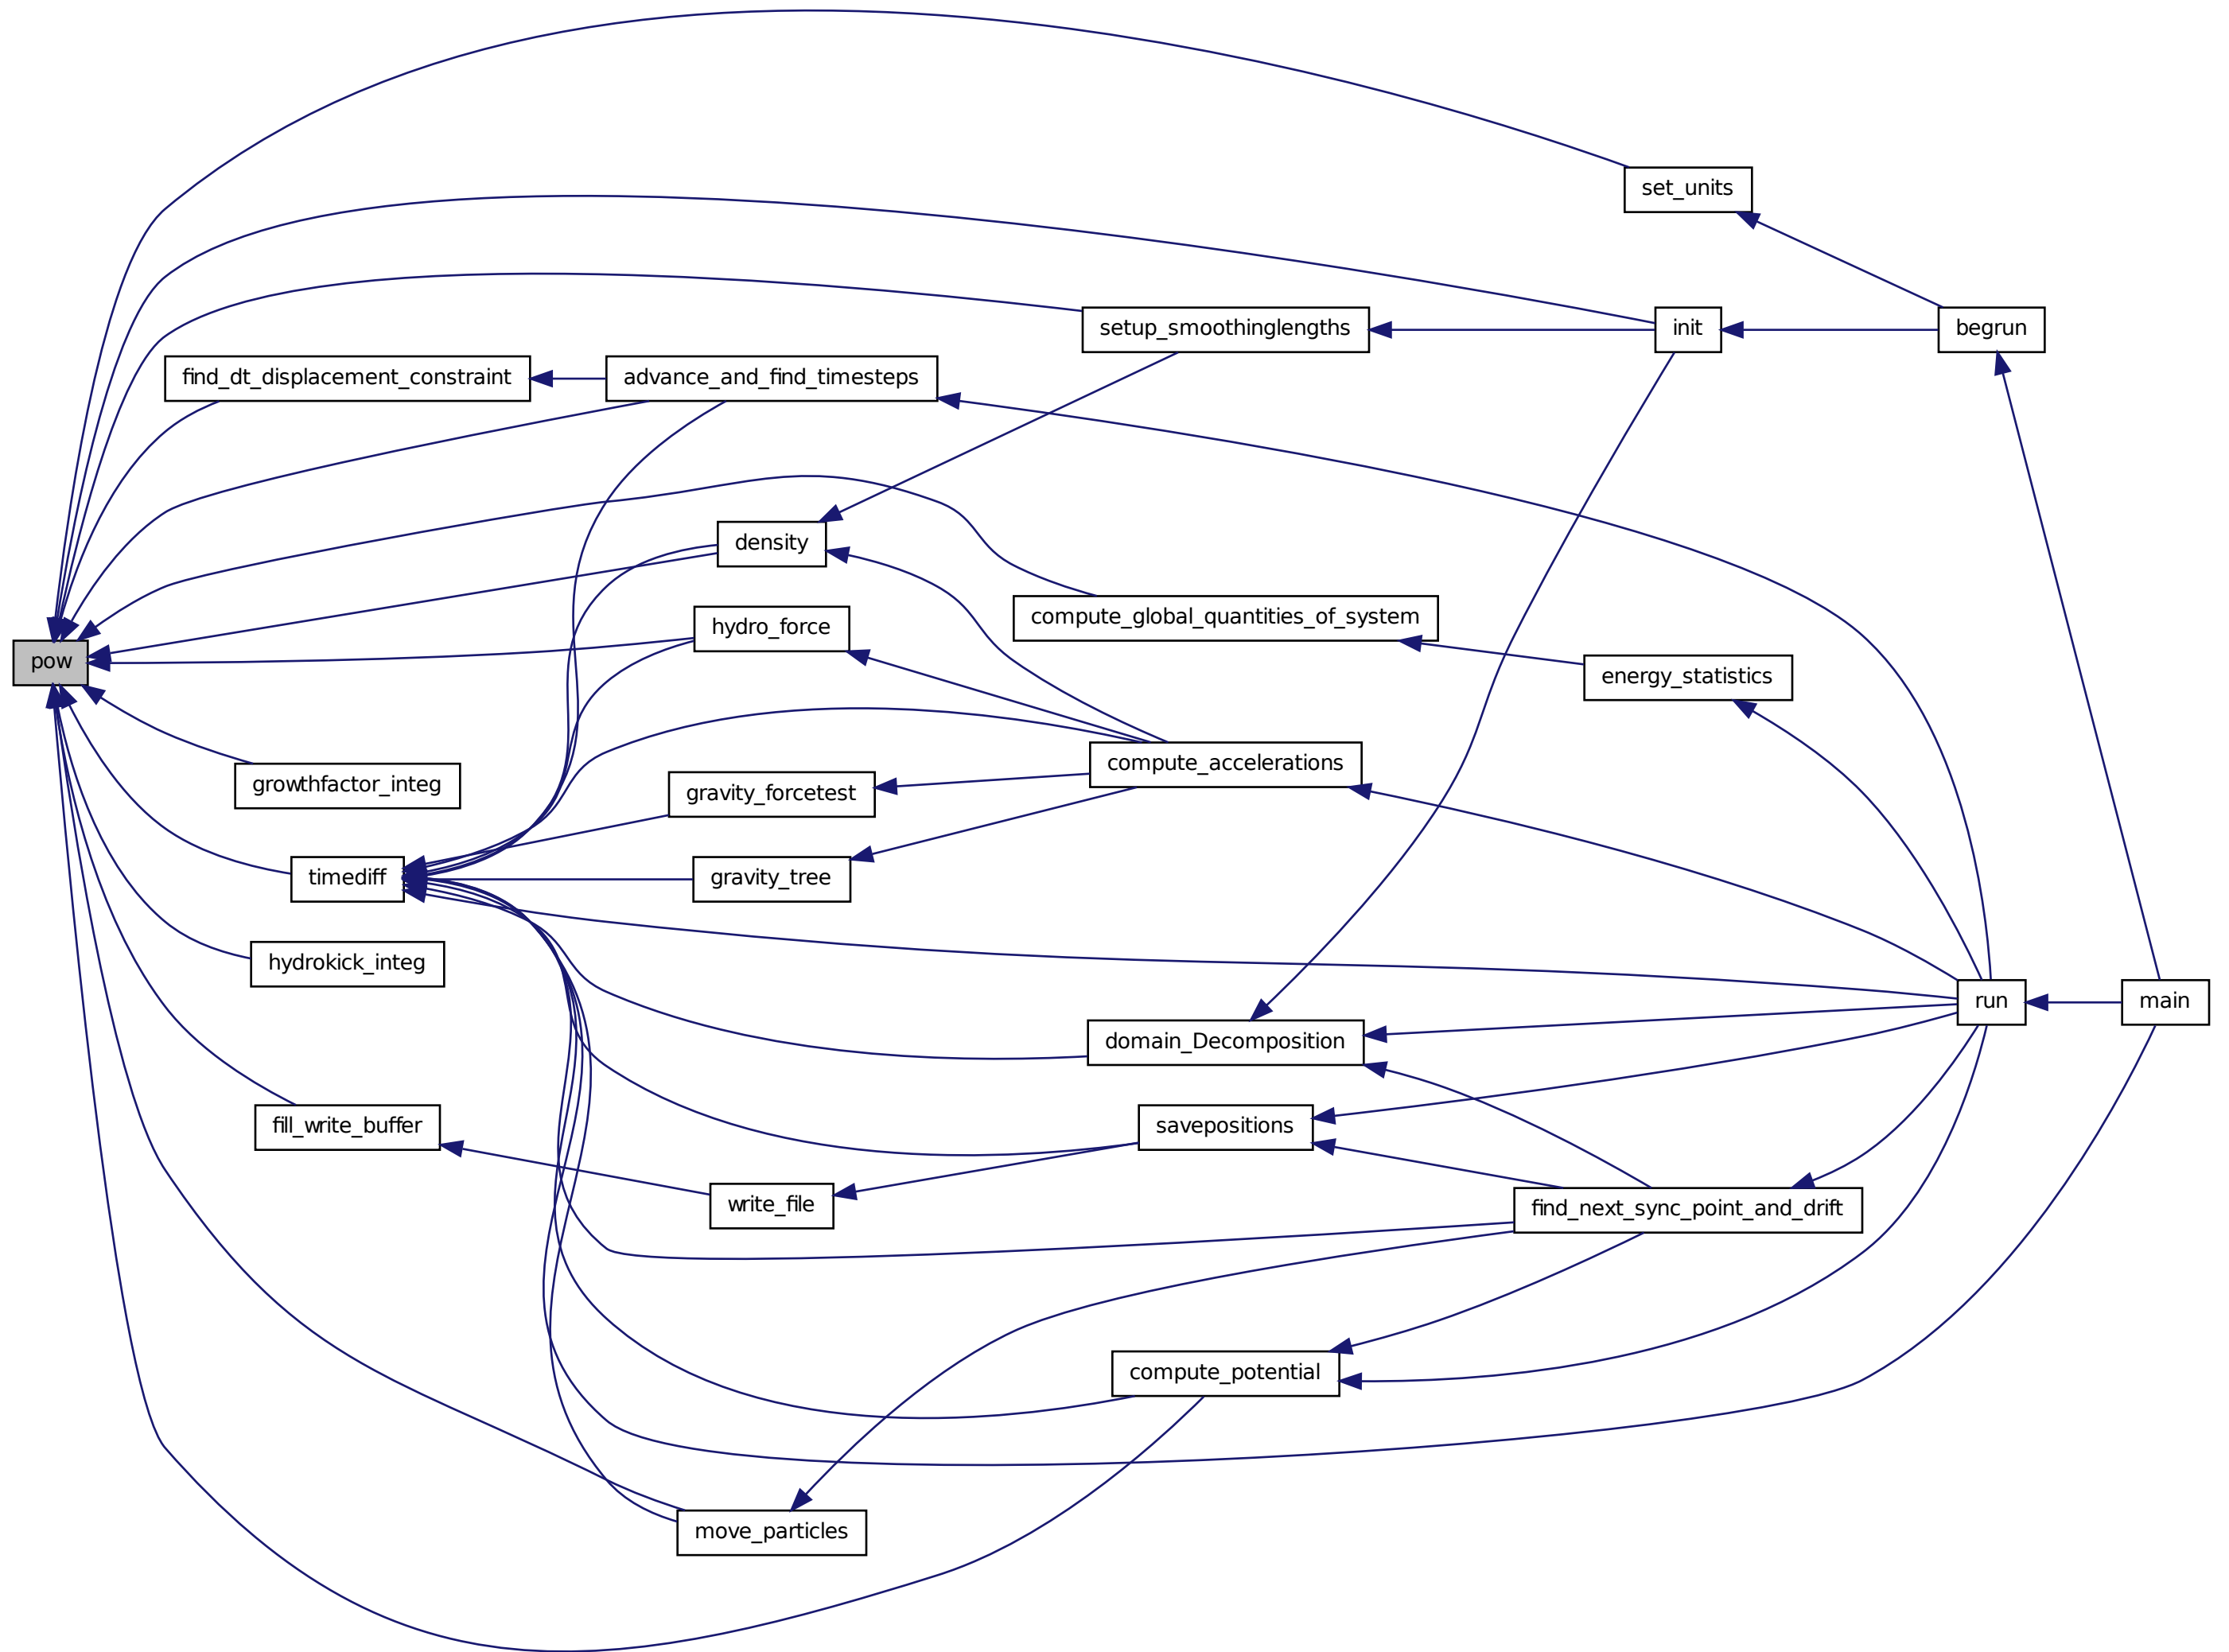 set_units
setup_smoothinglengths
init
begrun
find_dt_displacement_constraint
advance_and_find_timesteps
density
compute_global_quantities_of_system
hydro_force
pow
energy_statistics
compute_accelerations
growthfactor_integ
gravity_forcetest
timediff
gravity_tree
hydrokick_integ
run
main
domain_Decomposition
fill_write_buffer
savepositions
write_file
find_next_sync_point_and_drift
compute_potential
move_particles